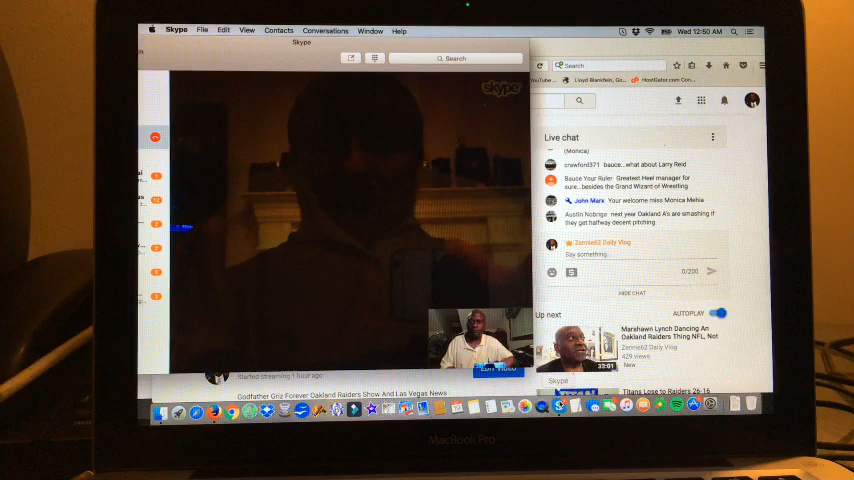 Skype File Edit View Contacts Conversations Window Help
Wed 12:50 AM
Skype
Search
skype
Search
YouTube ... Lloyd Blankfein, Go... HostGator.com Con...
Live chat
(Monica)
crawford371 bauce...what about Larry Reid
Bauce Your Ruler Greatest Heel manager for
sure...besides the Grand Wizard of Wrestling
John Marx Your welcome miss Monica Mehia
Austin Nobriga next year Oakland A's are smashing if
they get halfway decent pitching
Zennie62 Daily Vlog
Say something...
0/200
HIDE CHAT
Up next
AUTOPLAY
Marshawn Lynch Dancing An
Oakland Raiders Thing NFL, Not
Zennie62 Daily Vlog
429 views
New
33:01
Skype
Titans Lose to Raiders 26-16
EDIT VIDEO
Started streaming 1 hour ago
Godfather Griz Forever Oakland Raiders Show And Las Vegas News
MacBook Pro